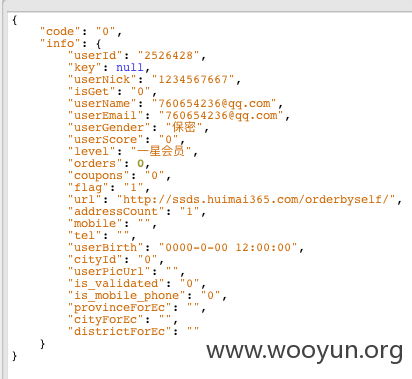 {
"code": "0",
"info": {
"userId": "2526428",
"key": null,
"userNick": "1234567667",
"isGet": "0",
"userName": "760654236@qq.com",
"userEmail": "760654236@qq.com",
"userGender": "保密",
"userScore": "0",
"level": "一星会员",
"orders": 0,
"coupons": "0",
"flag": "1",
"url": "http://ssds.huimai365.com/orderbyself/",
"addressCount": "1",
"mobile": "",
"tel": "",
"userBirth": "0000-0-00 12:00:00",
"cityId": "0",
"userPicUrl": "",
"is_validated": "0",
"is_mobile_phone": "0",
"provinceForEc": "",
"cityForEc": "",
"districtForEc": ""
}
}
www.wooyun.org